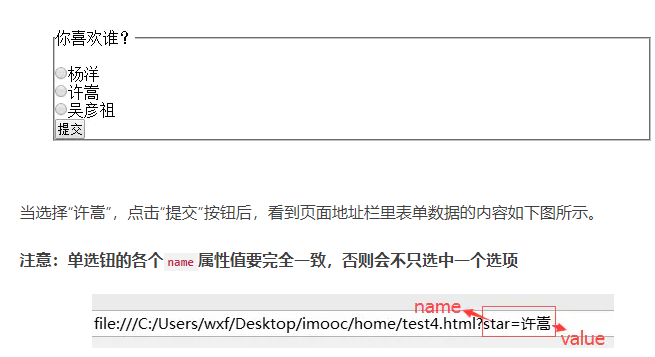 你喜欢谁？
杨洋
许嵩
吴彦祖
提交
当选择“许嵩”，点击“提交”按钮后，看到页面地址栏里表单数据的内容如下图所示。
注意：单选钮的各个 name 属性值要完全一致，否则会不只选中一个选项
name
file:///C:/Users/wxf/Desktop/imooc/home/test4.html?star=许嵩
value